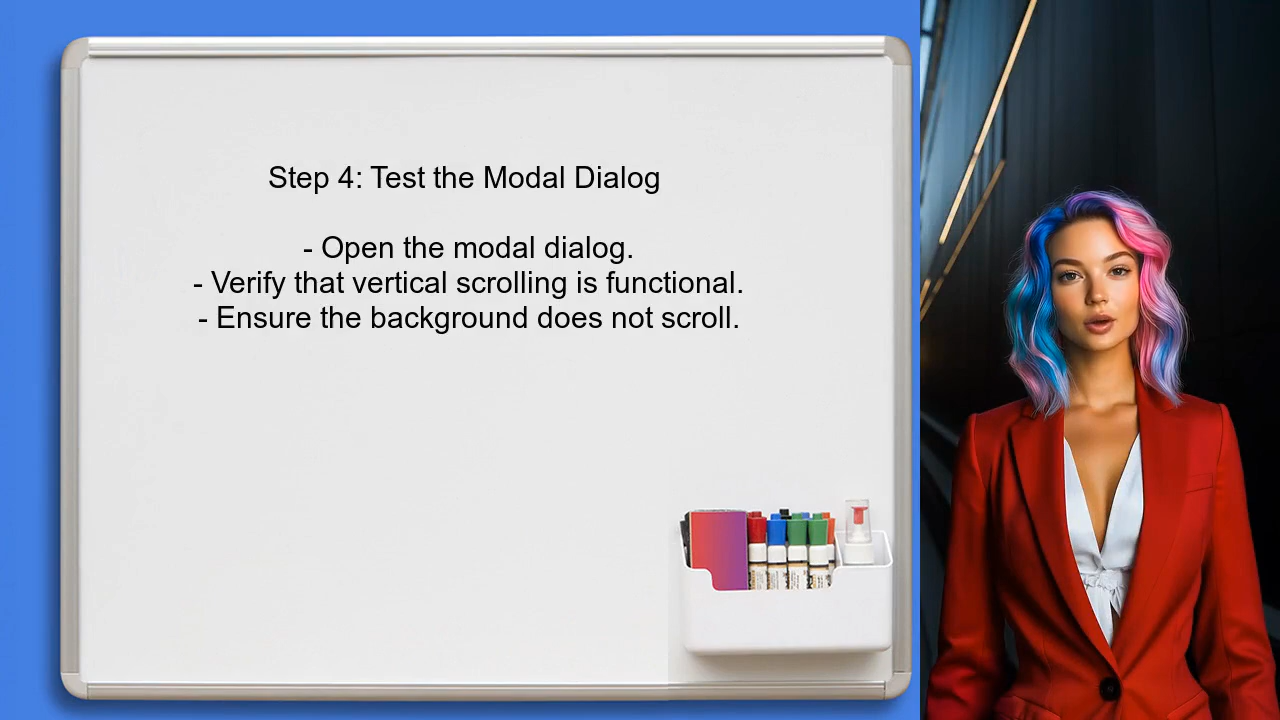 Step 4: Test the Modal Dialog
- Open the modal dialog.
- Verify that vertical scrolling is functional.
- Ensure the background does not scroll.